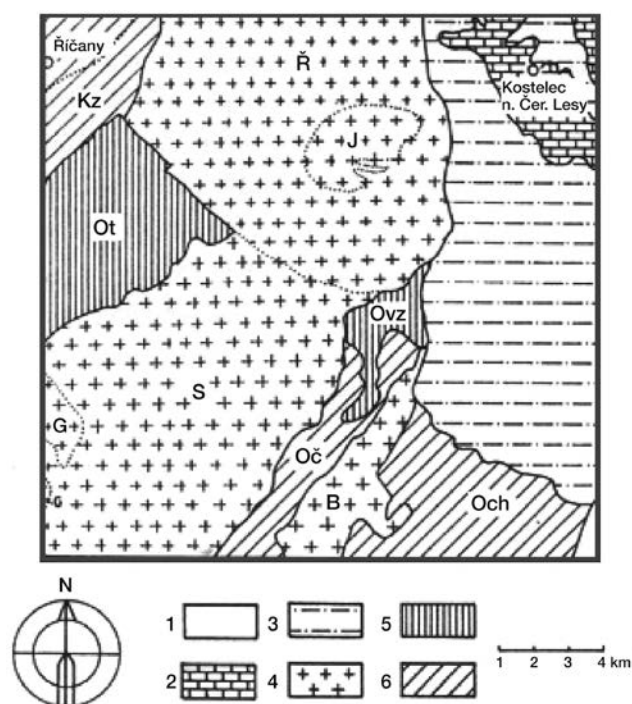 Říčany
Ř
Kostelec
n. Čer. Lesy
Kz
J
Ot
Ovz
S
G
Oč
B
Och
G
N
1
3
5
2
4
6
1 2 3 4 km